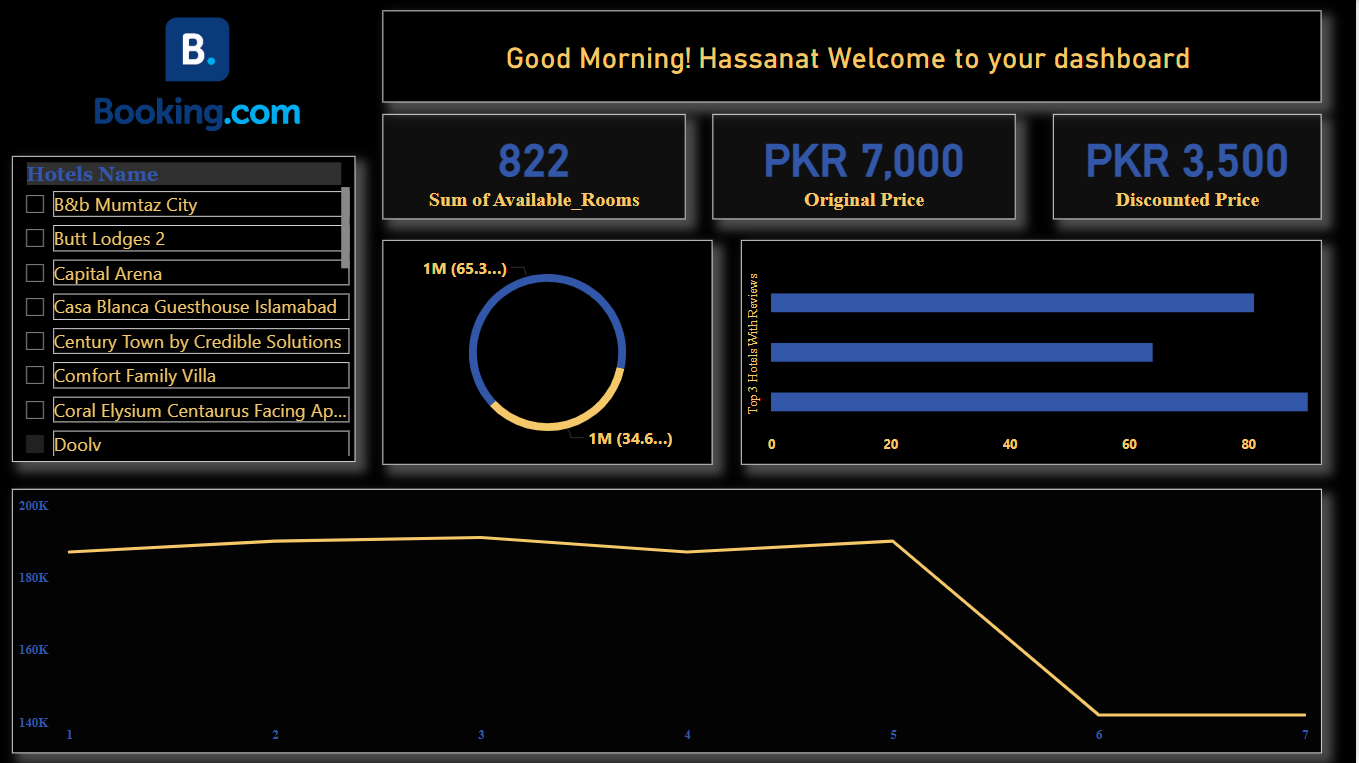 B.
Booking.com
Good Morning! Hassanat Welcome to your dashboard
822
Sum of Available_Rooms
PKR 7,000
Original Price
PKR 3,500
Discounted Price
Hotels Name
B&b Mumtaz City
Butt Lodges 2
Capital Arena
Casa Blanca Guesthouse Islamabad
Century Town by Credible Solutions
Comfort Family Villa
Coral Elysium Centaurus Facing Ap...
Doolv
1M (65.3...)
1M (34.6...)
Top 3 Hotels With Reviews
0 20 40 60 80
200K
180K
160K
140K
1 2 3 4 5 6 7